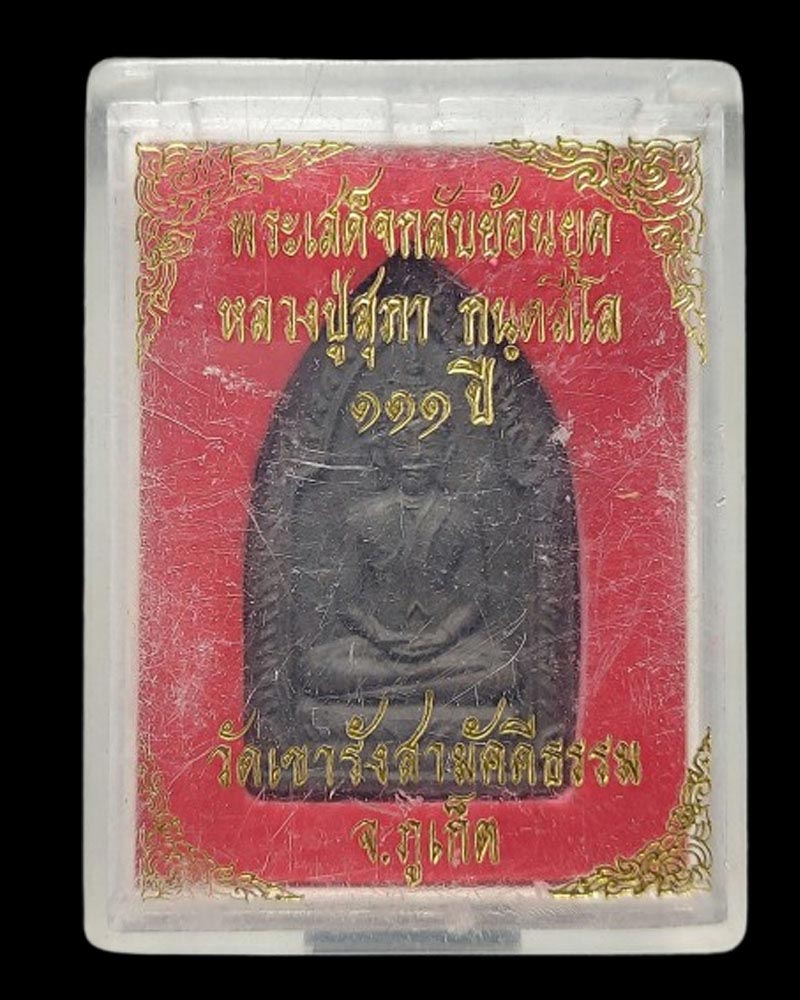 พระเสด็จกลับย้อนยุค
หลวงปู่สุภา กนฺตสีโล
๑๑๑ ปี
วัดเขารังสามัคคีธรรม
จ.ภูเก็ต